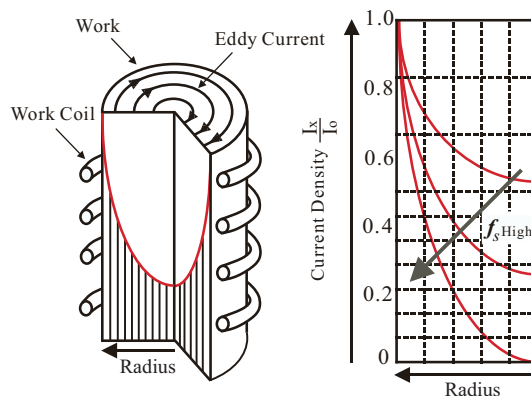 Work
Eddy Current
Work Coil
Radius
Current Density Ix/Io
1.0
0.8
0.6
0.4
0.2
0
fs High
Radius